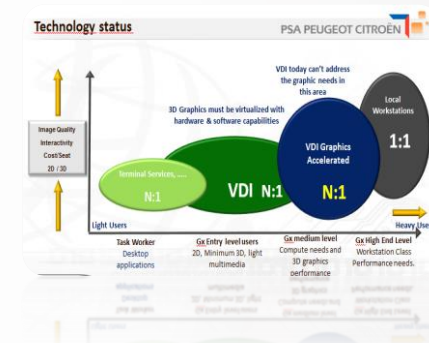 Technology status
PSA PEUGEOT CITROËN
VDI today can't address
the graphic needs in
this area
3D Graphics must be virtualized with
hardware & software capabilities
Local
Workstations
1:1
Image Quality
Interactivity
Cost/Seat
2D / 3D
VDI Graphics
Accelerated
N:1
Terminal Services, ....
N:1
VDI N:1
Light Users
Heavy Use
Task Worker
Desktop
applications
Gx Entry level users
2D, Minimum 3D, light
multimedia
Gx medium level
Compute needs and
3D graphics
performance
Gx High End Level
Workstation Class
Performance needs.